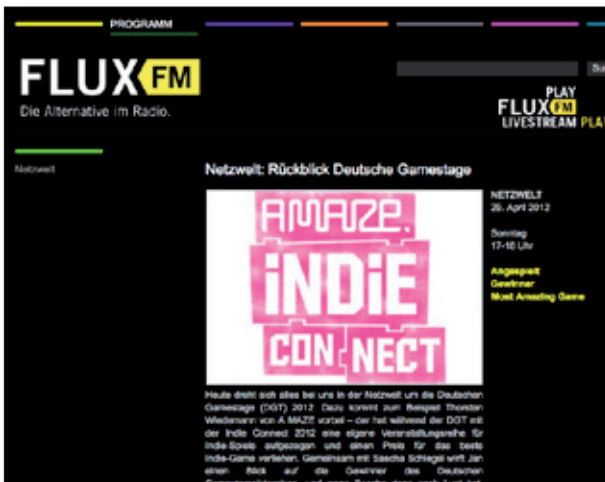 PROGRAMM
FLUX FM
Die Alternative im Radio.
Su
PLAY
FLUX FM
LIVESTREAM PLA
Netzwelt
Netzwelt: Rückblick Deutsche Gamestage
A MAZE.
INDIE
CONNECT
NETZWELT
29. April 2012
Sonntag
17-18 Uhr
Angespielt
Gewinner
Most Amazing Game
Heute dreht sich alles bei uns in der Netzwelt um die Deutschen
Gamestage (DGT) 2012. Dazu kommt zum Beispiel Thorsten
Wiedemann von A MAZE vorbei – der hat während der DGT mit
der Indie Connect 2012 eine eigene Veranstaltungsreihe für
Indie-Spiele aufgezogen und einen Preis für das beste
Indie-Game verliehen. Gemeinsam mit Sascha Schlegel wirft Jan
einen Blick auf die Gewinner des Deutschen